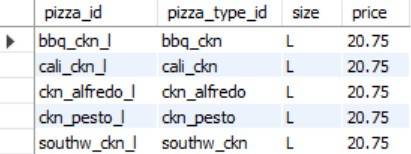 pizza_id pizza_type_id size price
bbq_ckn_l bbq_ckn L 20.75
cali_ckn_l cali_ckn L 20.75
ckn_alfredo_l ckn_alfredo L 20.75
ckn_pesto_l ckn_pesto L 20.75
southw_ckn_l southw_ckn L 20.75